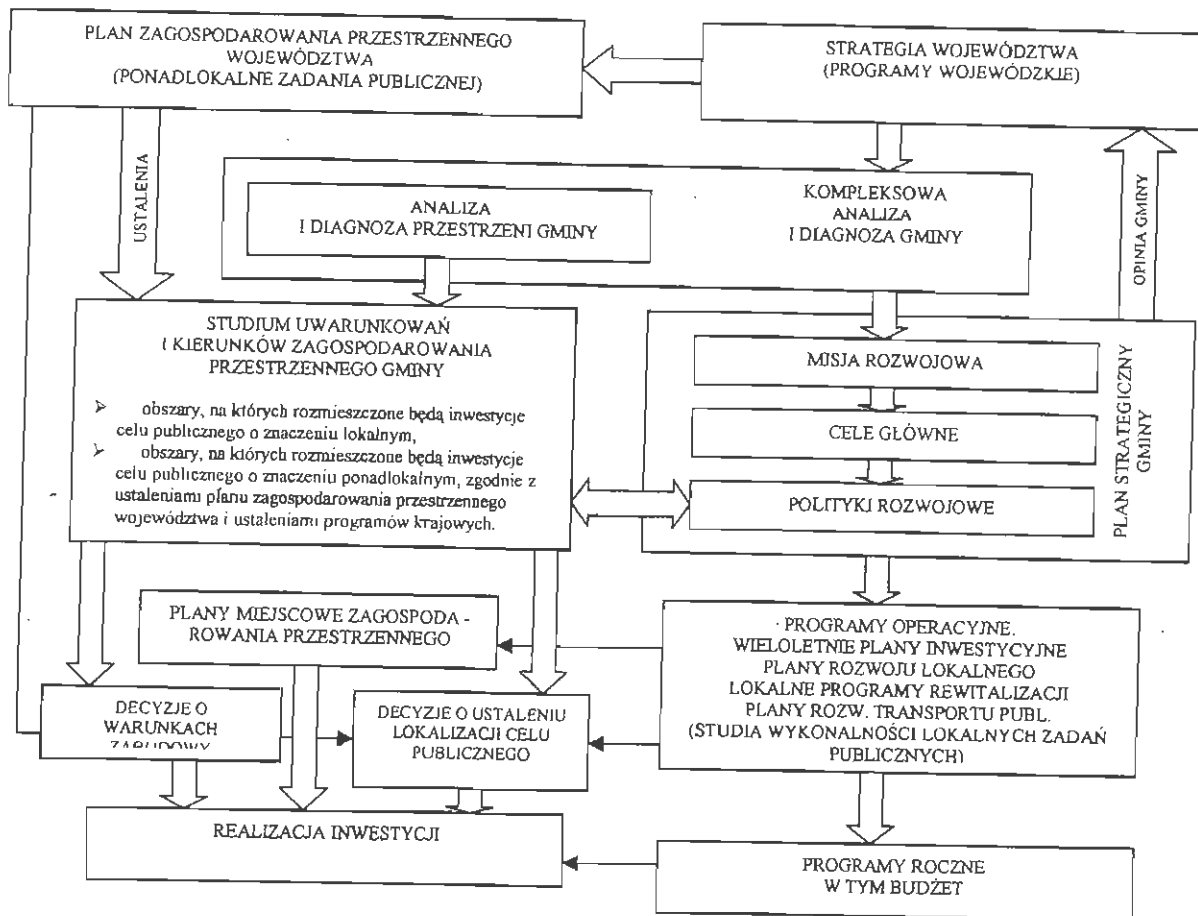 PLAN ZAGOSPODAROWANIA PRZESTRZENNEGO
WOJEWÓDZTWA
(PONADLOKALNE ZADANIA PUBLICZNEJ)
STRATEGIA WOJEWÓDZTWA
(PROGRAMY WOJEWÓDZKIE)
USTALENIA
OPINIA GMINY
ANALIZA
I DIAGNOZA PRZESTRZENI GMINY
KOMPLEKSOWA
ANALIZA
I DIAGNOZA GMINY
STUDIUM UWARUNKOWAŃ
I KIERUNKÓW ZAGOSPODAROWANIA
PRZESTRZENNEGO GMINY
➢ obszary, na których rozmieszczone będą inwestycje
celu publicznego o znaczeniu lokalnym,
➢ obszary, na których rozmieszczone będą inwestycje
celu publicznego o znaczeniu ponadlokalnym, zgodnie z
ustaleniami planu zagospodarowania przestrzennego
województwa i ustaleniami programów krajowych.
MISJA ROZWOJOWA
CELE GŁÓWNE
POLITYKI ROZWOJOWE
PLAN STRATEGICZNY
GMINY
PLANY MIEJSCOWE ZAGOSPODA -
ROWANIA PRZESTRZENNEGO
PROGRAMY OPERACYJNE.
WIELOLETNIE PLANY INWESTYCYJNE
PLANY ROZWOJU LOKALNEGO
LOKALNE PROGRAMY REWITALIZACJI
PLANY ROZW. TRANSPORTU PUBL.
(STUDIA WYKONALNOŚCI LOKALNYCH ZADAŃ
PUBLICZNYCH)
DECYZJE O
WARUNKACH
ZABUDOWY
DECYZJE O USTALENIU
LOKALIZACJI CELU
PUBLICZNEGO
REALIZACJA INWESTYCJI
PROGRAMY ROCZNE
W TYM BUDŻET